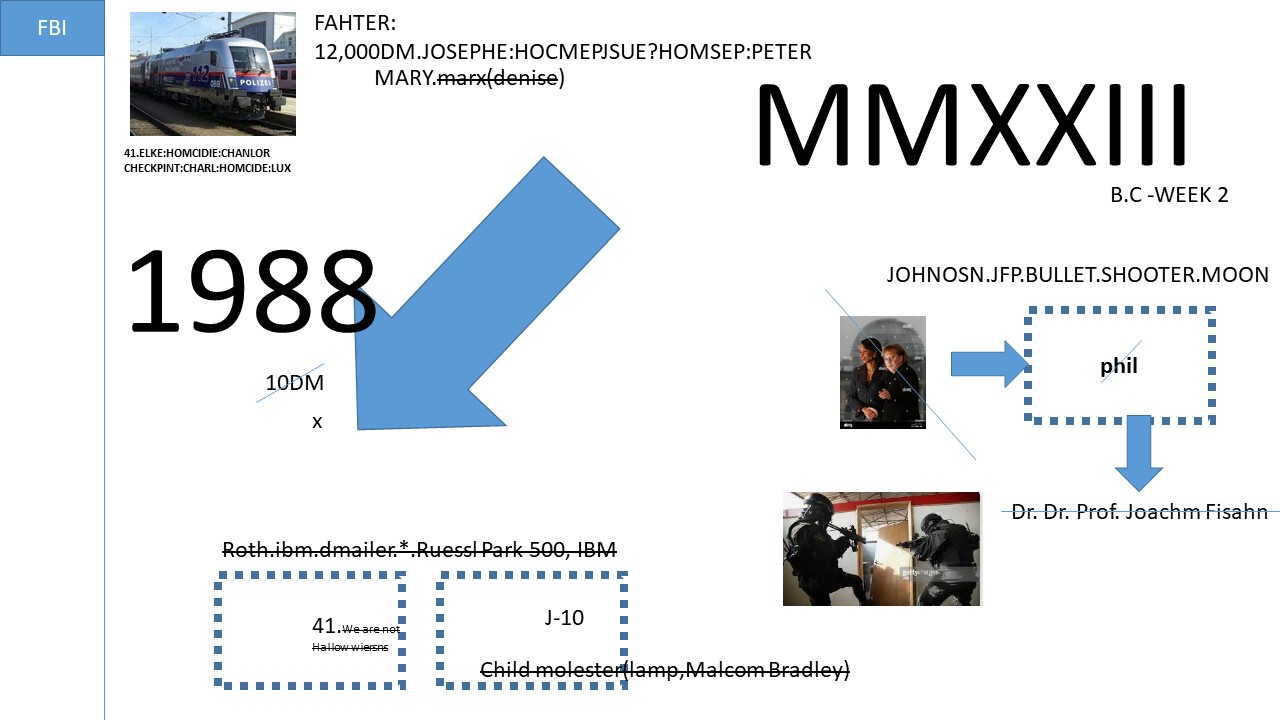 FBI
FAHTER:
12,000DM.JOSEPHE:HOCMEPJSUE?HOMSEP:PETER
MARY.marx(denise)
112
POLIZEI
MMXXIII
41.ELKE:HOMCIDIE:CHANLOR
CHECKPINT:CHARL:HOMCIDE:LUX
B.C -WEEK 2
1988
JOHNOSN.JFP.BULLET.SHOOTER.MOON
10DM
x
phil
Dr. Dr. Prof. Joachm Fisahn
gettyimages
Roth.ibm.dmailer.*.Ruessl Park 500, IBM
41.We are not
Hallow wiersns
J-10
Child molester(lamp,Malcom Bradley)